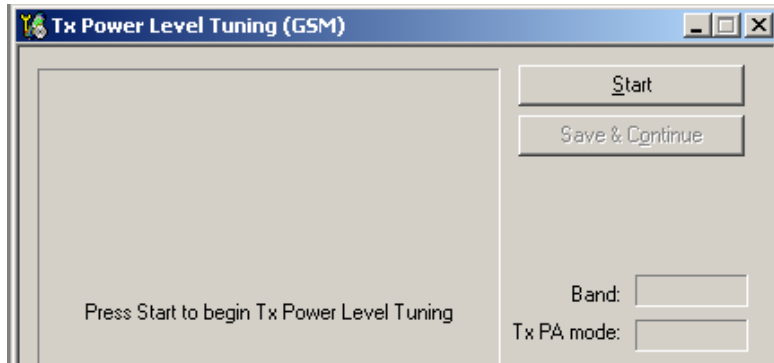 Tx Power Level Tuning (GSM)
Start
Save & Continue
Press Start to begin Tx Power Level Tuning
Band:
Tx PA mode: